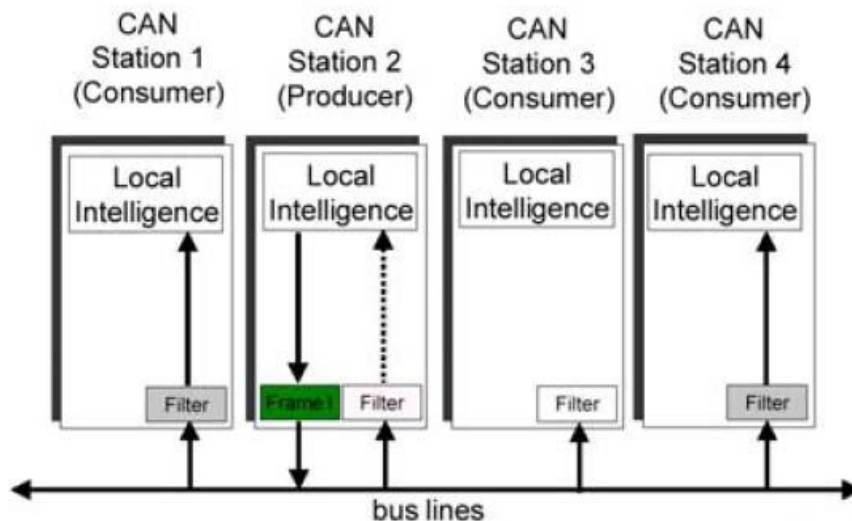 CAN
Station 1
(Consumer)
CAN
Station 2
(Producer)
CAN
Station 3
(Consumer)
CAN
Station 4
(Consumer)
Local
Intelligence
Local
Intelligence
Local
Intelligence
Local
Intelligence
Filter
Frame I
Filter
Filter
Filter
bus lines